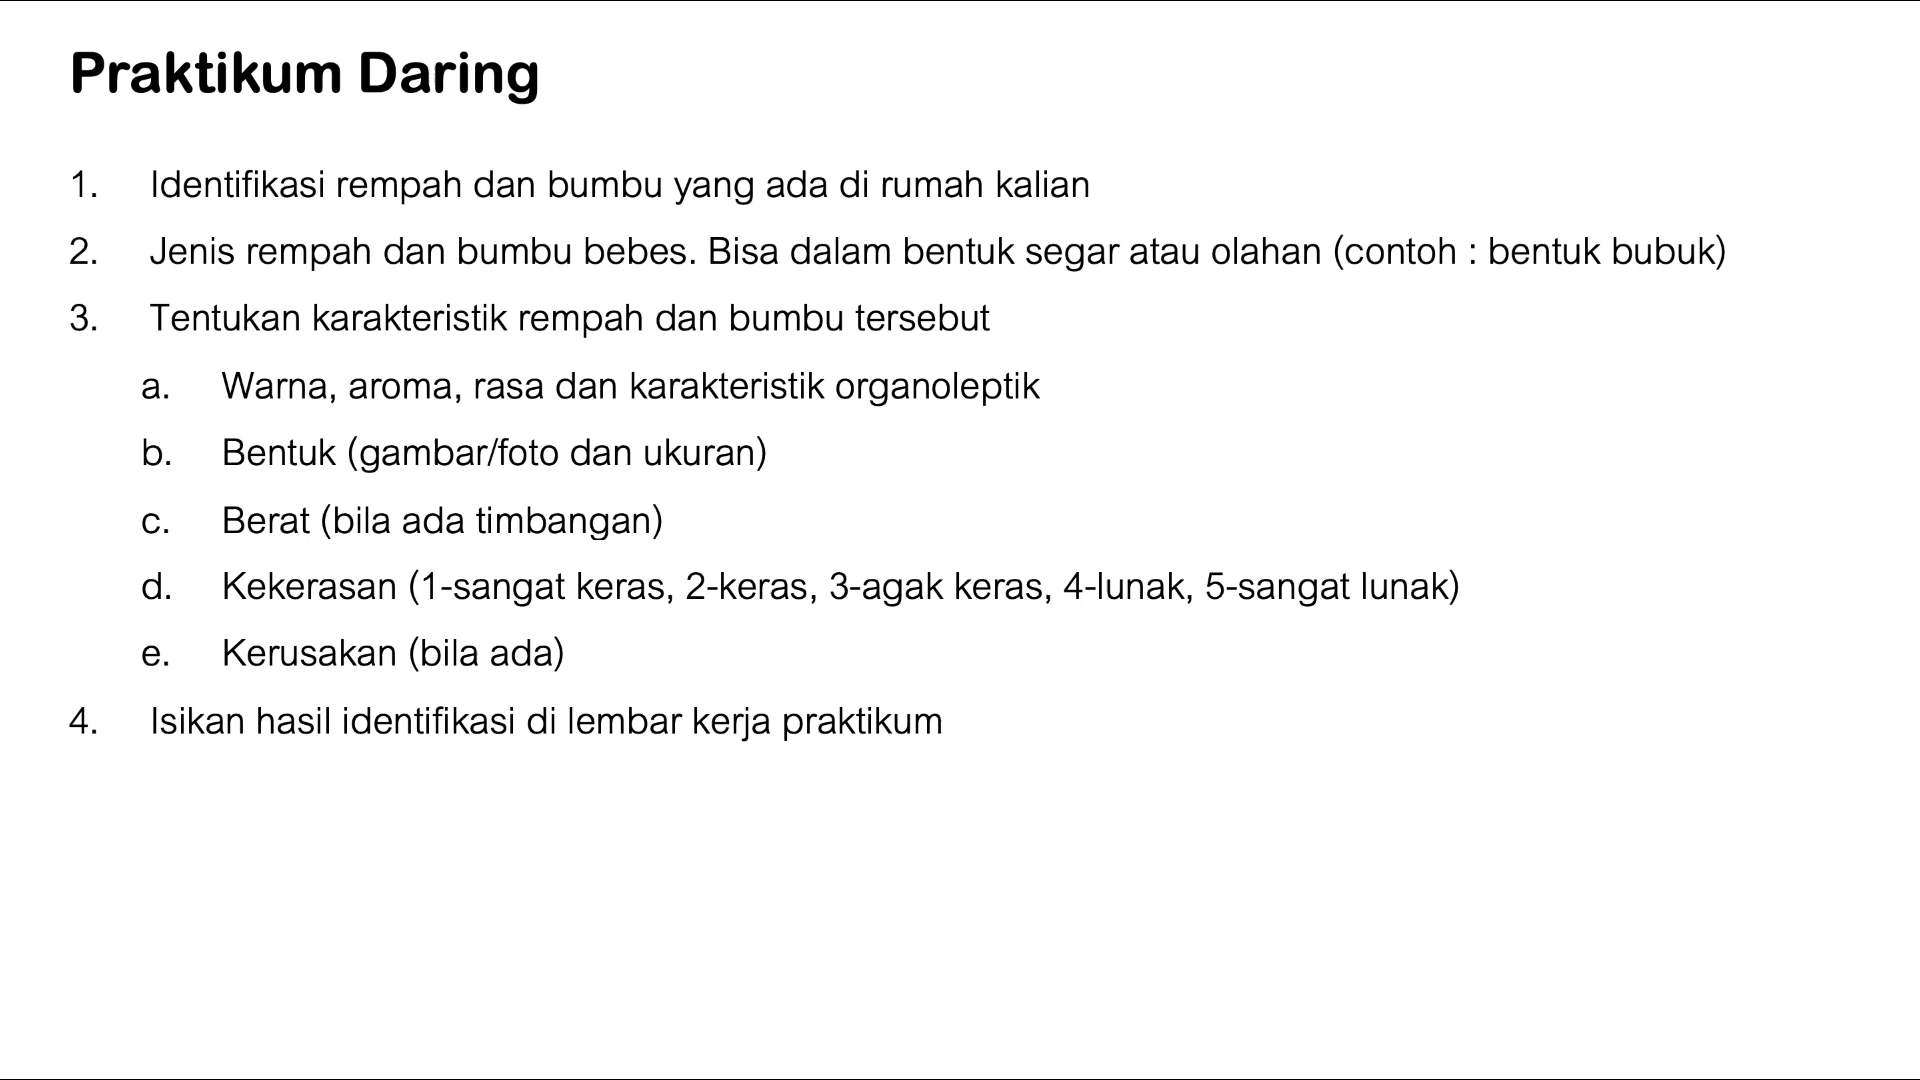 Praktikum Daring
1. Identifikasi rempah dan bumbu yang ada di rumah kalian
2. Jenis rempah dan bumbu bebes. Bisa dalam bentuk segar atau olahan (contoh : bentuk bubuk)
3. Tentukan karakteristik rempah dan bumbu tersebut
a. Warna, aroma, rasa dan karakteristik organoleptik
b. Bentuk (gambar/foto dan ukuran)
c. Berat (bila ada timbangan)
d. Kekerasan (1-sangat keras, 2-keras, 3-agak keras, 4-lunak, 5-sangat lunak)
e. Kerusakan (bila ada)
4. Isikan hasil identifikasi di lembar kerja praktikum